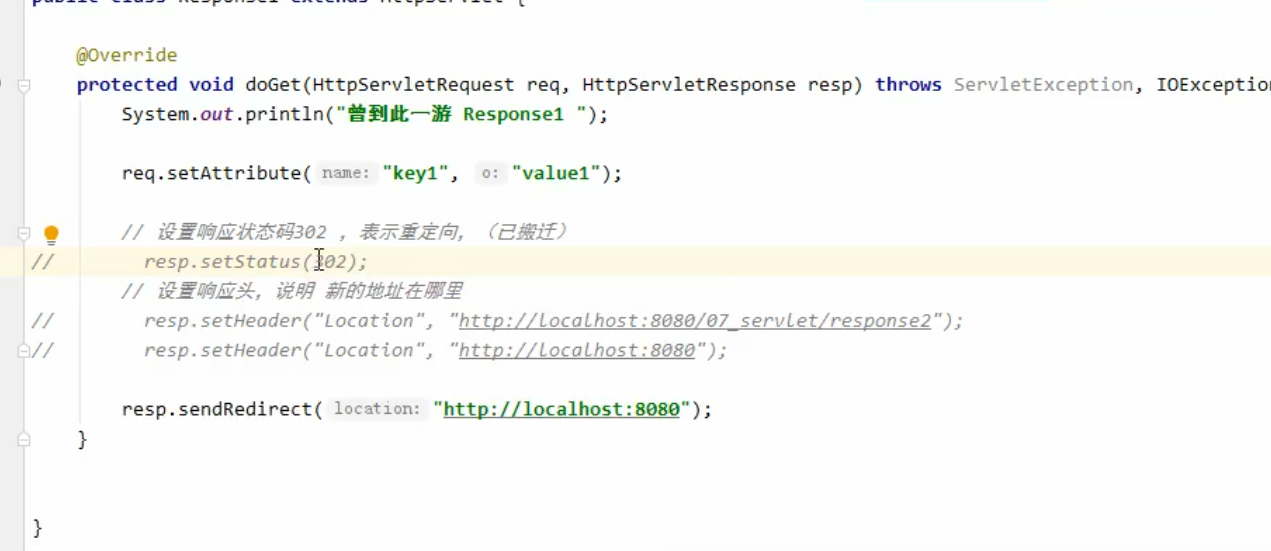 public class Response1 extends HttpServlet {
@Override
protected void doGet(HttpServletRequest req, HttpServletResponse resp) throws ServletException, IOException
System.out.println("曾到此一游 Response1 ");
req.setAttribute( name: "key1", o: "value1");
// 设置响应状态码302 ，表示重定向，（已搬迁）
// resp.setStatus(302);
// 设置响应头，说明 新的地址在哪里
// resp.setHeader("Location", "http://localhost:8080/07_servlet/response2");
// resp.setHeader("Location", "http://localhost:8080");
resp.sendRedirect( location: "http://localhost:8080");
}
}